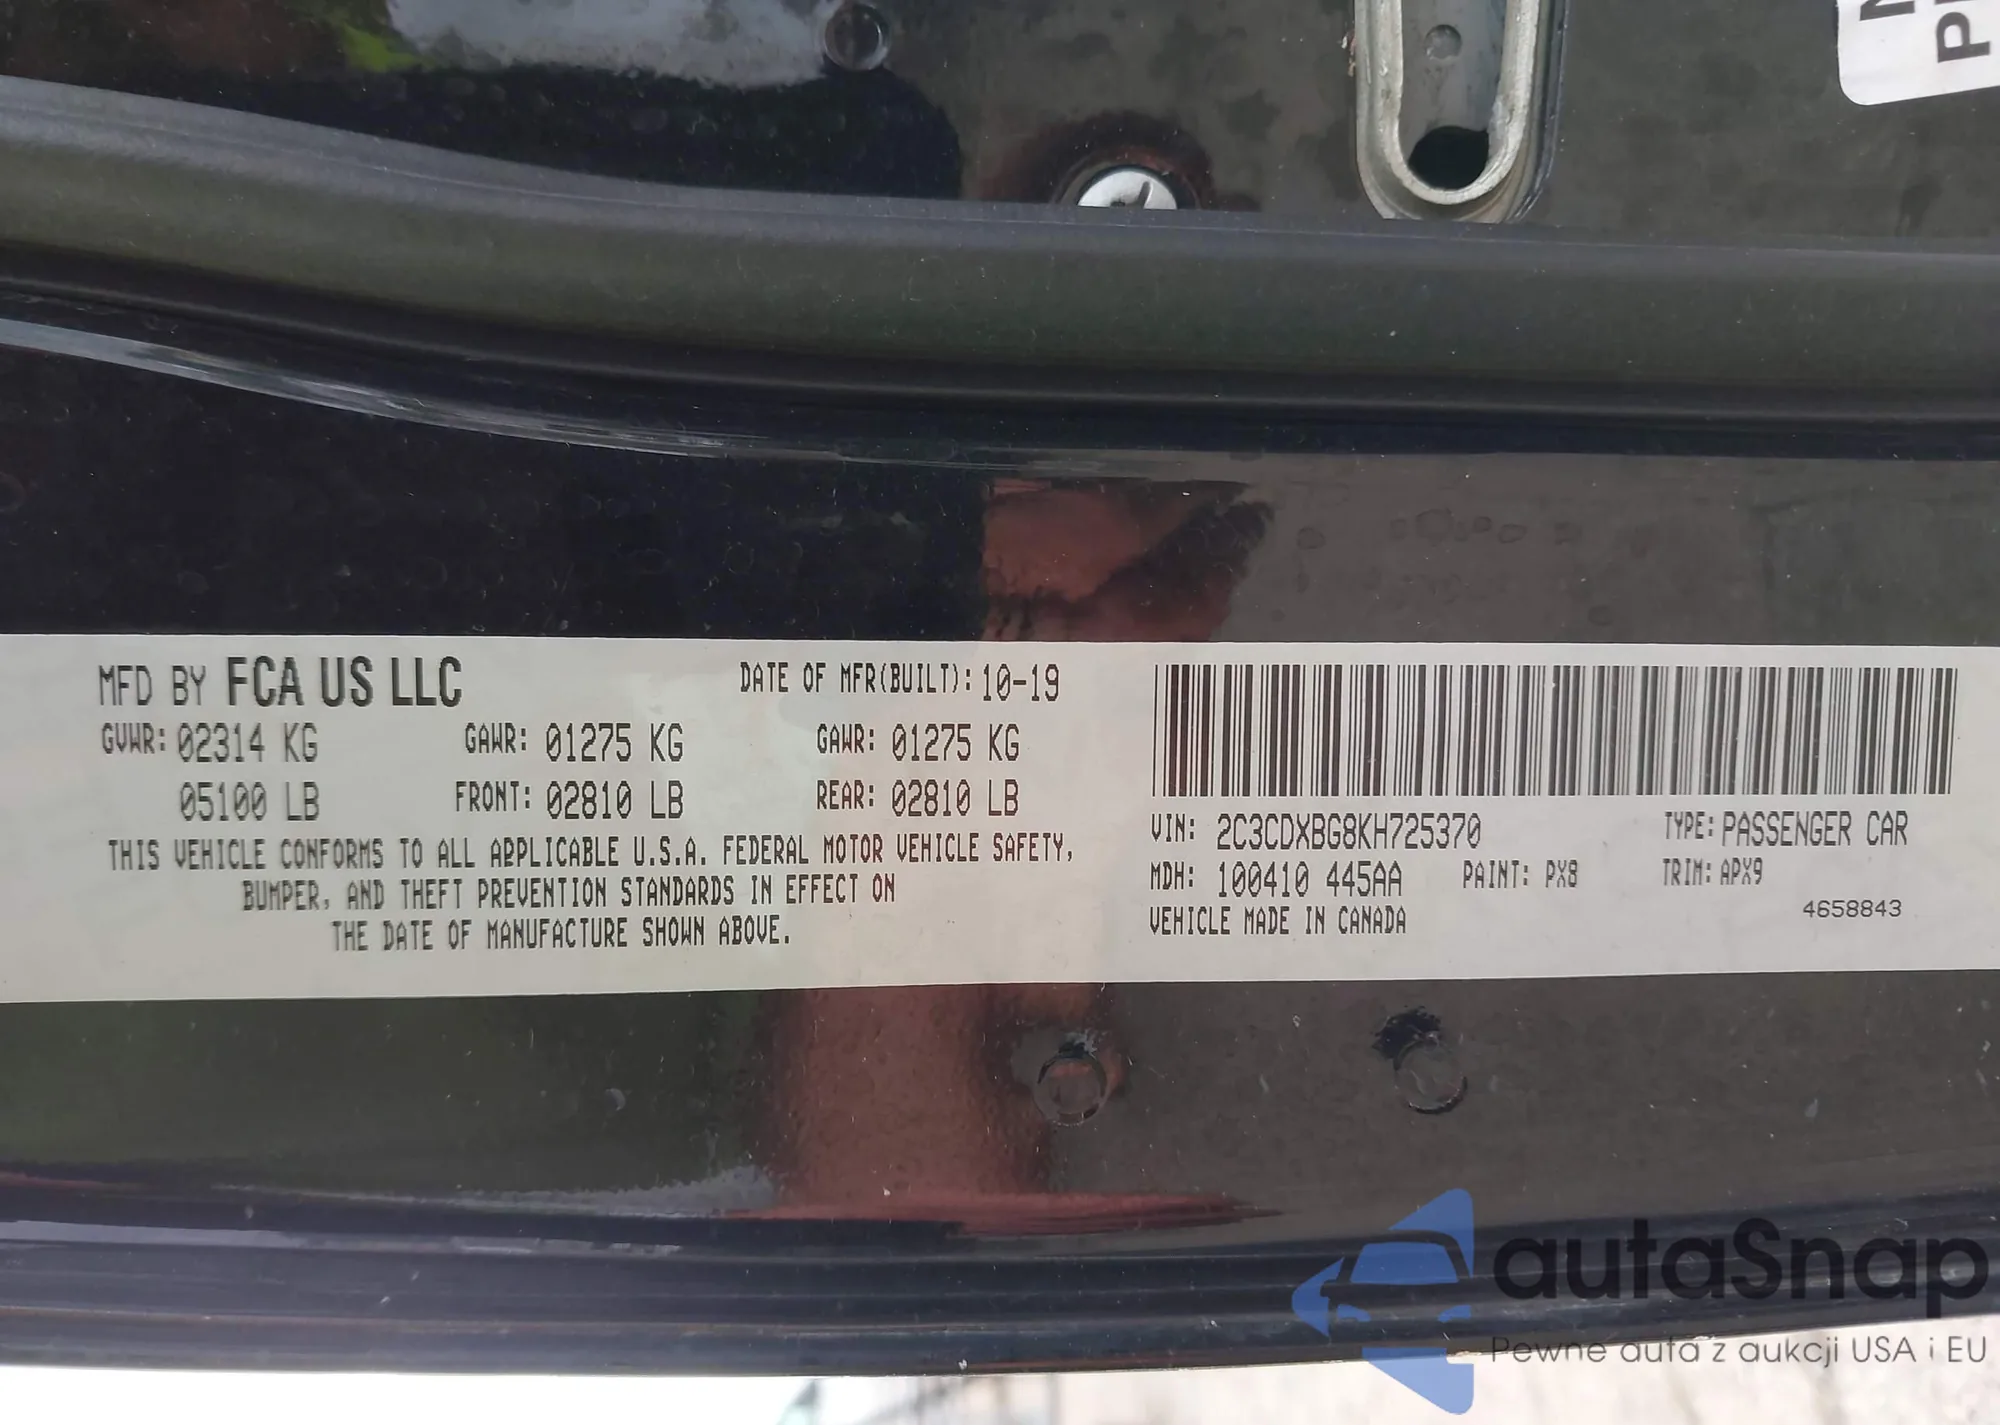 P
MFD BY FCA US LLC
DATE OF MFR(BUILT): 10-19
GVWR: 02314 KG
GAWR: 01275 KG
GAWR: 01275 KG
05100 LB
FRONT: 02810 LB
REAR: 02810 LB
THIS VEHICLE CONFORMS TO ALL APPLICABLE U.S.A. FEDERAL MOTOR VEHICLE SAFETY,
BUMPER, AND THEFT PREVENTION STANDARDS IN EFFECT ON
THE DATE OF MANUFACTURE SHOWN ABOVE.
VIN: 2C3CDXBG8KH725370
TYPE: PASSENGER CAR
MDH: 100410 445AA
PAINT: PX8
TRIM: APX9
VEHICLE MADE IN CANADA
4658843
autaSnap
Pewne auta z aukcji USA i EU